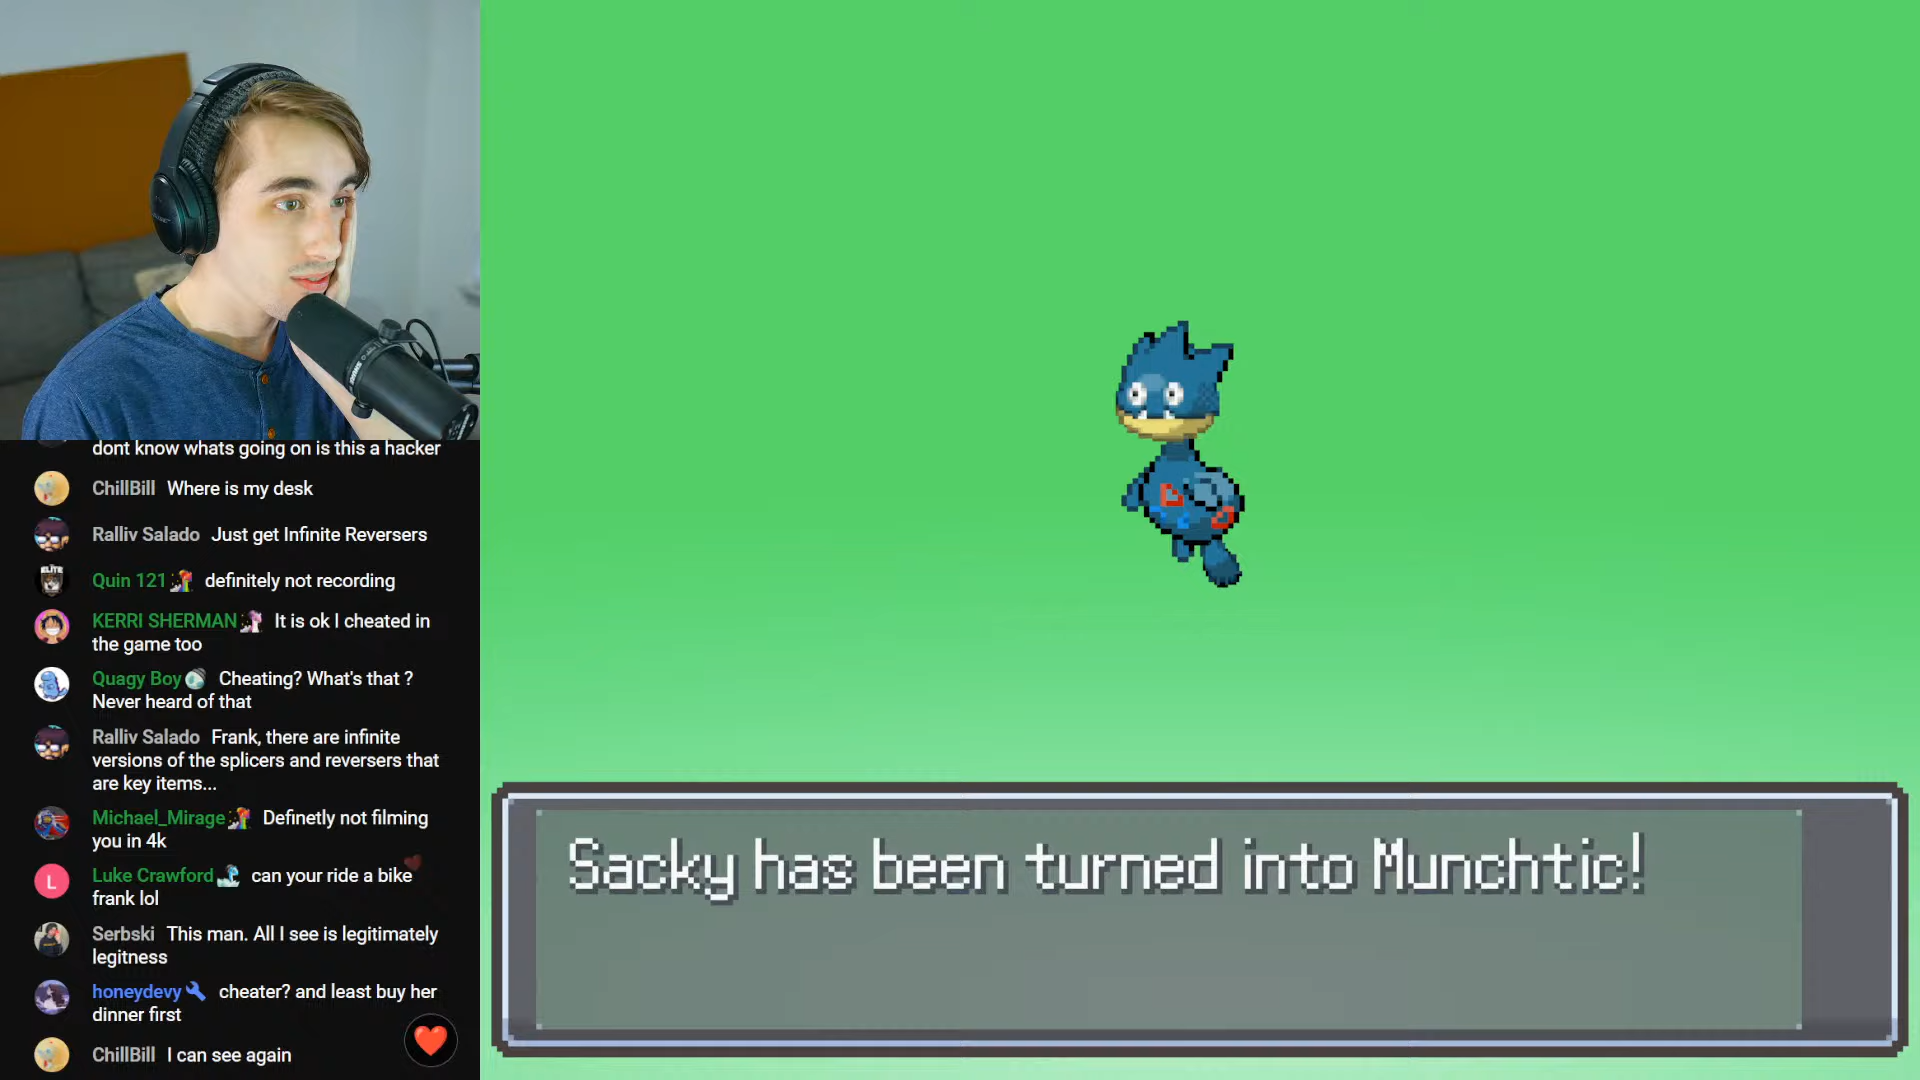 dont know whats going on is this a hacker
ChillBill Where is my desk
Ralliv Salado Just get Infinite Reversers
Quin 121 definitely not recording
KERRI SHERMAN It is ok I cheated in
the game too
Quagy Boy Cheating? What's that ?
Never heard of that
Ralliv Salado Frank, there are infinite
versions of the splicers and reversers that
are key items...
Michael_Mirage Definetly not filming
you in 4k
L
Luke Crawford can your ride a bike
frank lol
Serbski This man. All I see is legitimately
legitness
honeydevy cheater? and least buy her
dinner first
ChillBill I can see again
Sacky has been turned into Munchtic!